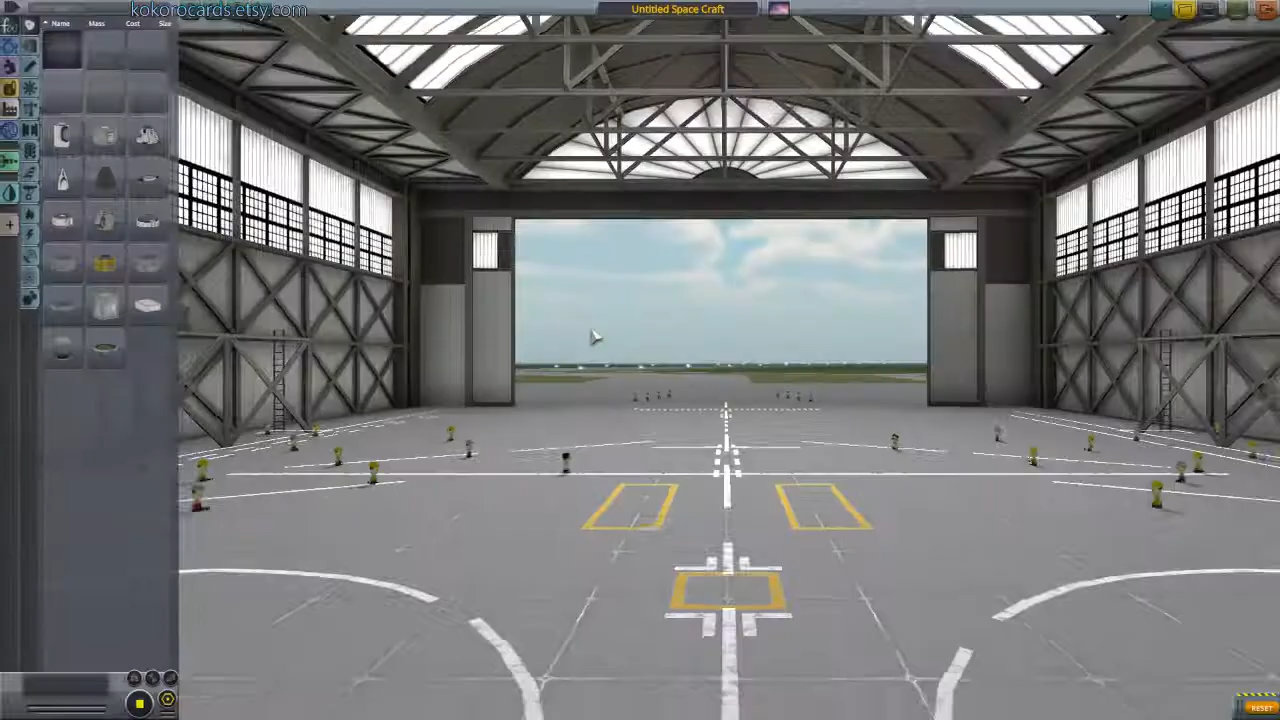 kokorocards.etsy.com
Untitled Space Craft
Name Mass Cost Size
f(x)
RESET